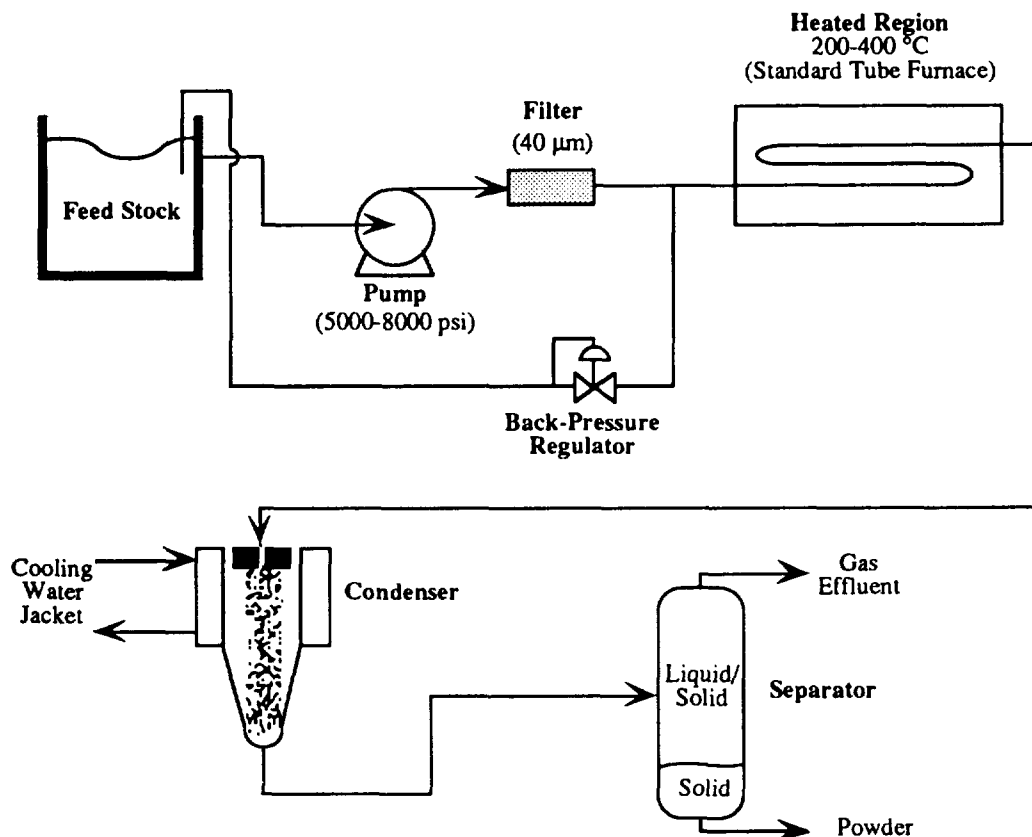 Heated Region
200-400 °C
(Standard Tube Furnace)
Filter
(40 μm)
Feed Stock
Pump
(5000-8000 psi)
Back-Pressure
Regulator
Cooling
Water
Jacket
Condenser
Gas
Effluent
Liquid/
Solid
Separator
Solid
Powder